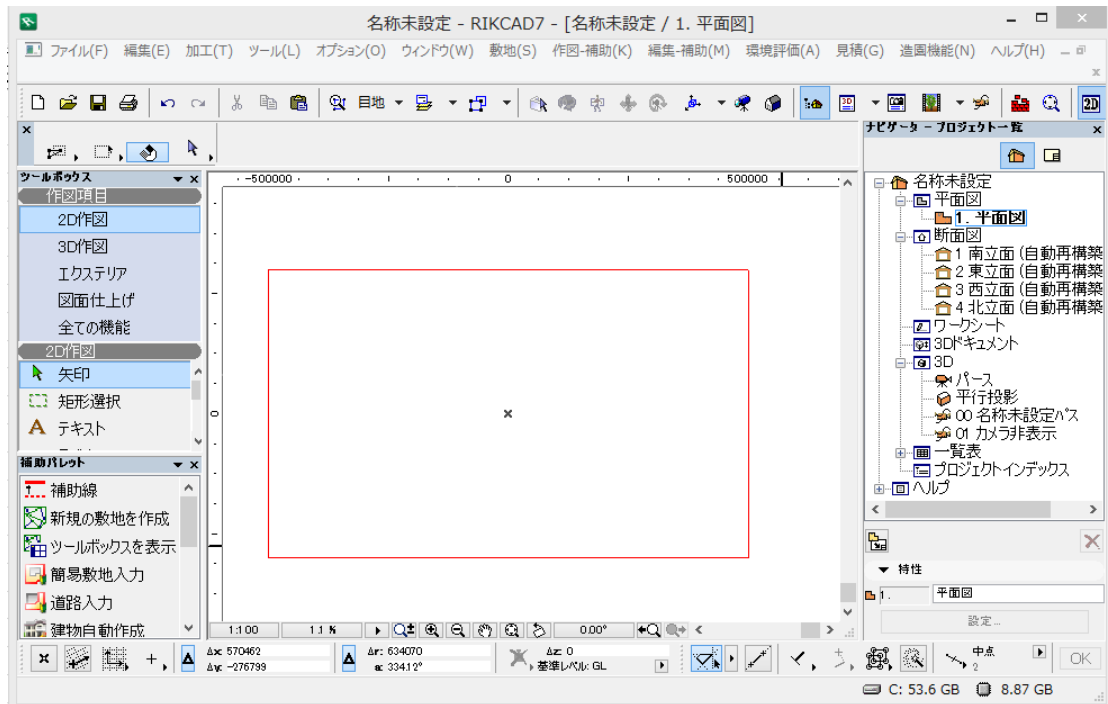 名称未設定 - RIKCAD7 - [名称未設定 / 1. 平面図]
ファイル(F) 編集(E) 加工(T) ツール(L) オプション(O) ウィンドウ(W) 敷地(S) 作図-補助(K) 編集-補助(M) 環境評価(A) 見積(G) 造園機能(N) ヘルプ(H)
目地
2D
ナビゲータ - プロジェクト一覧
ツールボックス
作図項目
2D作図
3D作図
エクステリア
図面仕上げ
全ての機能
2D作図
矢印
矩形選択
A テキスト
補助パレット
補助線
新規の敷地を作成
ツールボックスを表示
簡易敷地入力
道路入力
建物自動作成
-500000 0 500000
0
名称未設定
平面図
1. 平面図
断面図
1 南立面 (自動再構築
2 東立面 (自動再構築
3 西立面 (自動再構築
4 北立面 (自動再構築
ワークシート
3Dドキュメント
3D
パース
平行投影
00 名称未設定パス
01 カメラ非表示
一覧表
プロジェクトインデックス
ヘルプ
特性
1. 平面図
設定...
1:100 1.1 % 0.00°
Δx: 570462
Δy: -276799
Δr: 634070
α: 334.12°
Δz: 0
基準レベル: GL
中点
2
OK
C: 53.6 GB 8.87 GB